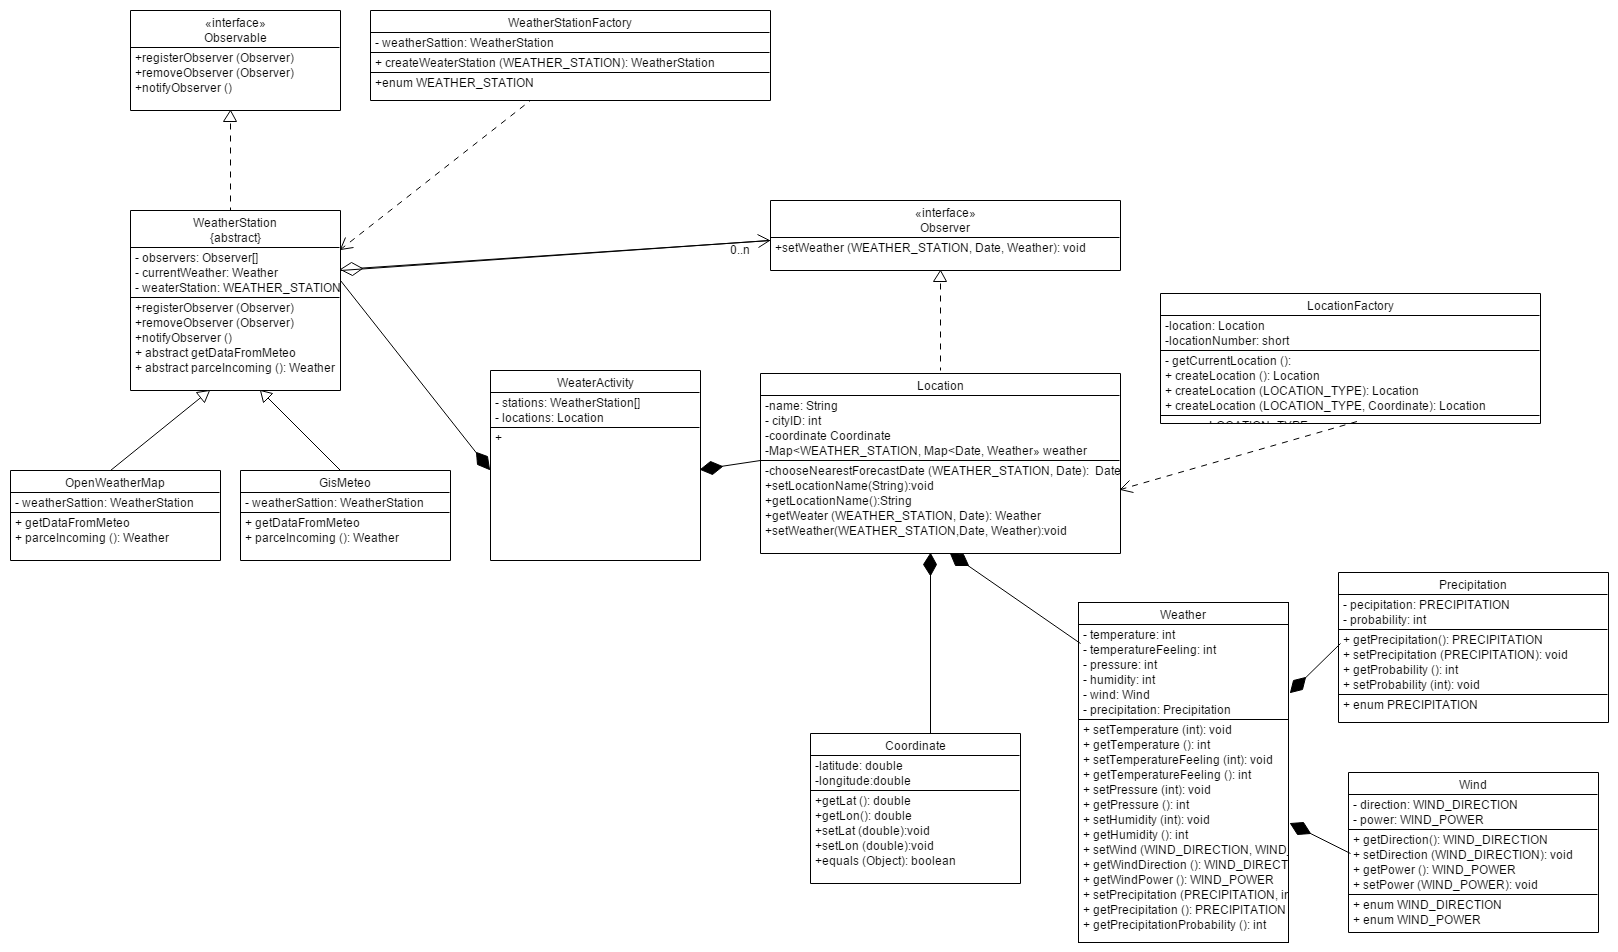 «interface»
Observable
+registerObserver (Observer)
+removeObserver (Observer)
+notifyObserver ()
WeatherStationFactory
- weatherSattion: WeatherStation
+ createWeaterStation (WEATHER_STATION): WeatherStation
+enum WEATHER_STATION
WeatherStation
{abstract}
- observers: Observer[]
- currentWeather: Weather
- weaterStation: WEATHER_STATION
+registerObserver (Observer)
+removeObserver (Observer)
+notifyObserver ()
+ abstract getDataFromMeteo
+ abstract parceIncoming (): Weather
0..n
«interface»
Observer
+setWeather (WEATHER_STATION, Date, Weather): void
LocationFactory
-location: Location
-locationNumber: short
- getCurrentLocation ():
+ createLocation (): Location
+ createLocation (LOCATION_TYPE): Location
+ createLocation (LOCATION_TYPE, Coordinate): Location
LOCATION_TYPE
WeaterActivity
- stations: WeatherStation[]
- locations: Location
+
Location
-name: String
- cityID: int
-coordinate Coordinate
-Map<WEATHER_STATION, Map<Date, Weather» weather
-chooseNearestForecastDate (WEATHER_STATION, Date): Date
+setLocationName(String):void
+getLocationName():String
+getWeater (WEATHER_STATION, Date): Weather
+setWeather(WEATHER_STATION,Date, Weather):void
OpenWeatherMap
- weatherSattion: WeatherStation
+ getDataFromMeteo
+ parceIncoming (): Weather
GisMeteo
- weatherSattion: WeatherStation
+ getDataFromMeteo
+ parceIncoming (): Weather
Weather
- temperature: int
- temperatureFeeling: int
- pressure: int
- humidity: int
- wind: Wind
- precipitation: Precipitation
+ setTemperature (int): void
+ getTemperature (): int
+ setTemperatureFeeling (int): void
+ getTemperatureFeeling (): int
+ setPressure (int): void
+ getPressure (): int
+ setHumidity (int): void
+ getHumidity (): int
+ setWind (WIND_DIRECTION, WIND_
+ getWindDirection (): WIND_DIRECT
+ getWindPower (): WIND_POWER
+ setPrecipitation (PRECIPITATION, in
+ getPrecipitation (): PRECIPITATION
+ getPrecipitationProbability (): int
Precipitation
- pecipitation: PRECIPITATION
- probability: int
+ getPrecipitation(): PRECIPITATION
+ setPrecipitation (PRECIPITATION): void
+ getProbability (): int
+ setProbability (int): void
+ enum PRECIPITATION
Coordinate
-latitude: double
-longitude:double
+getLat (): double
+getLon(): double
+setLat (double):void
+setLon (double):void
+equals (Object): boolean
Wind
- direction: WIND_DIRECTION
- power: WIND_POWER
+ getDirection(): WIND_DIRECTION
+ setDirection (WIND_DIRECTION): void
+ getPower (): WIND_POWER
+ setPower (WIND_POWER): void
+ enum WIND_DIRECTION
+ enum WIND_POWER